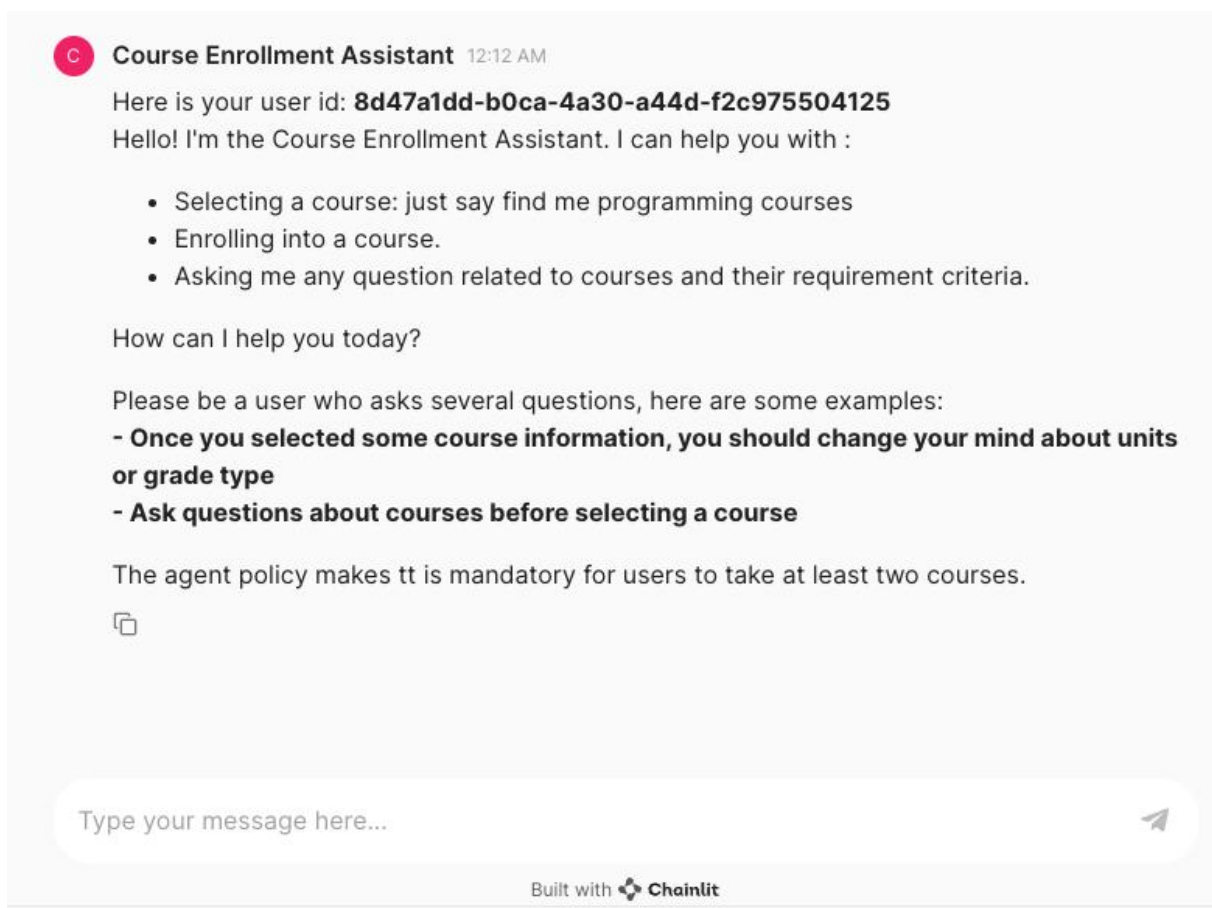 C
Course Enrollment Assistant 12:12 AM
Here is your user id: 8d47a1dd-b0ca-4a30-a44d-f2c975504125
Hello! I'm the Course Enrollment Assistant. I can help you with :
• Selecting a course: just say find me programming courses
• Enrolling into a course.
• Asking me any question related to courses and their requirement criteria.
How can I help you today?
Please be a user who asks several questions, here are some examples:
- Once you selected some course information, you should change your mind about units
or grade type
- Ask questions about courses before selecting a course
The agent policy makes tt is mandatory for users to take at least two courses.
Type your message here...
Built with Chainlit